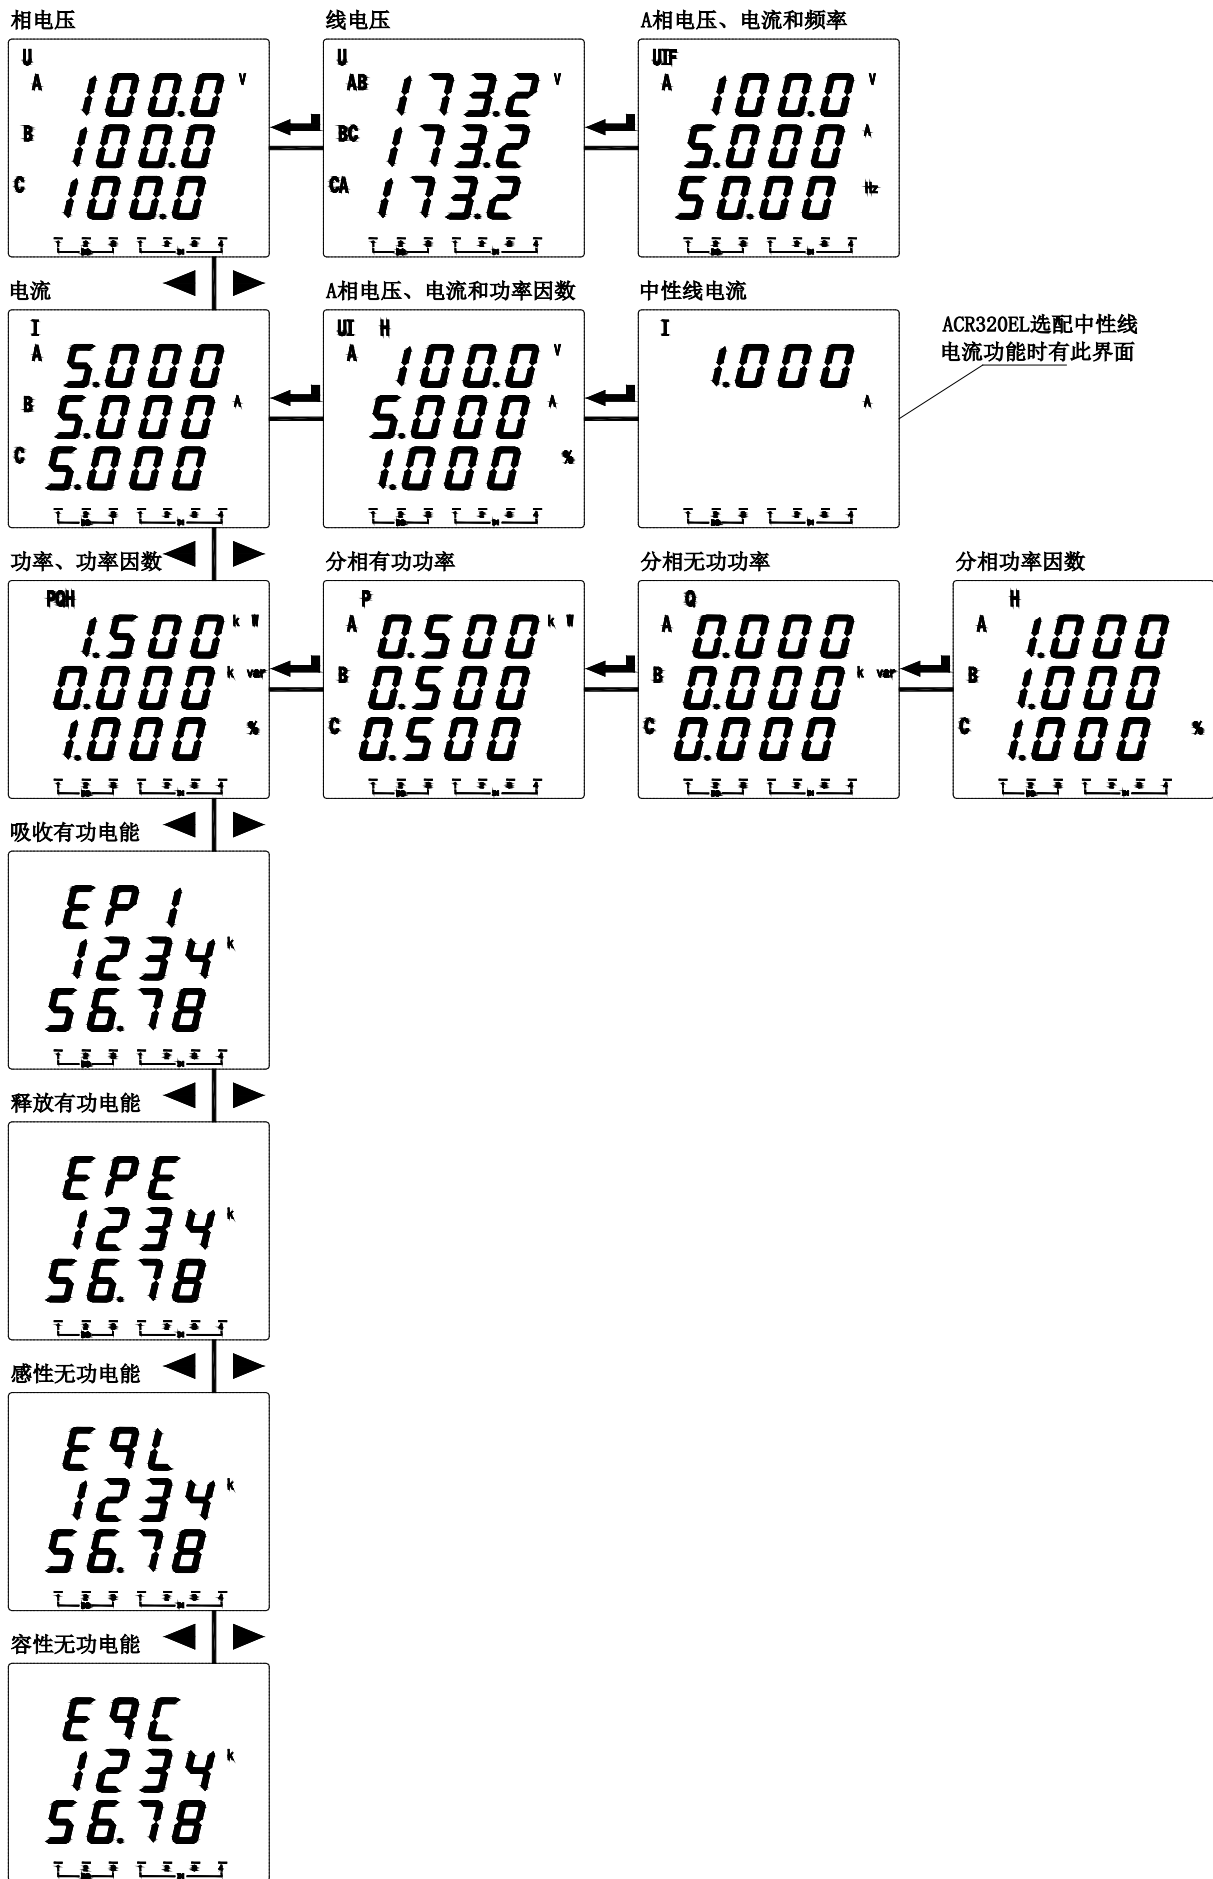 相电压
线电压
A相电压、电流和频率
U
A 100.0 V
B 100.0
C 100.0
U
AB 173.2 V
BC 173.2
CA 173.2
UIF
A 100.0 V
5.000 A
50.00 Hz
电流
A相电压、电流和功率因数
中性线电流
I
A 5.000
B 5.000 A
C 5.000
UI H
A 100.0 V
5.000 A
1.000 %
I
1.000
A
ACR320EL选配中性线
电流功能时有此界面
功率、功率因数
分相有功功率
分相无功功率
分相功率因数
PQH
1.500 k W
0.000 k var
1.000 %
P
A 0.500 k W
B 0.500
C 0.500
Q
A 0.000
B 0.000 k var
C 0.000
H
A 1.000
B 1.000
C 1.000 %
吸收有功电能
EPI
1234 k
56.78
释放有功电能
EPE
1234 k
56.78
感性无功电能
EqL
1234 k
56.78
容性无功电能
EqC
1234 k
56.78